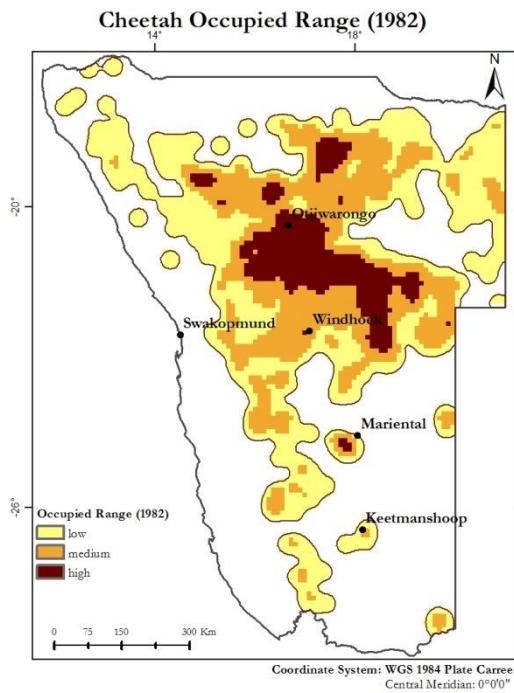 Cheetah Occupied Range (1982)
14° 18°
N
-20°
Otjiwarongo
Windhoek
Swakopmund
Mariental
-26°
Keetmanshoop
Occupied Range (1982)
low
medium
high
0 75 150 300 Km
Coordinate System: WGS 1984 Plate Carree
Central Meridian: 0°0'0"